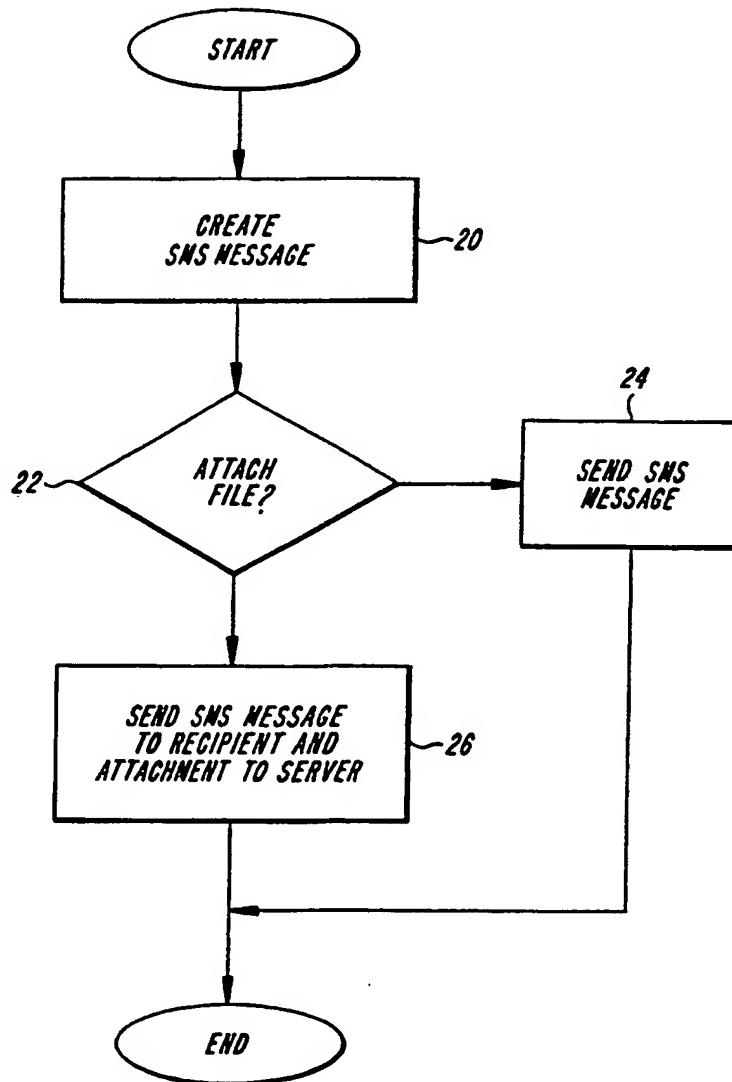 START
CREATE
SMS MESSAGE
20
ATTACH
FILE?
22
24
SEND SMS
MESSAGE
SEND SMS MESSAGE
TO RECIPIENT AND
ATTACHMENT TO SERVER
26
END